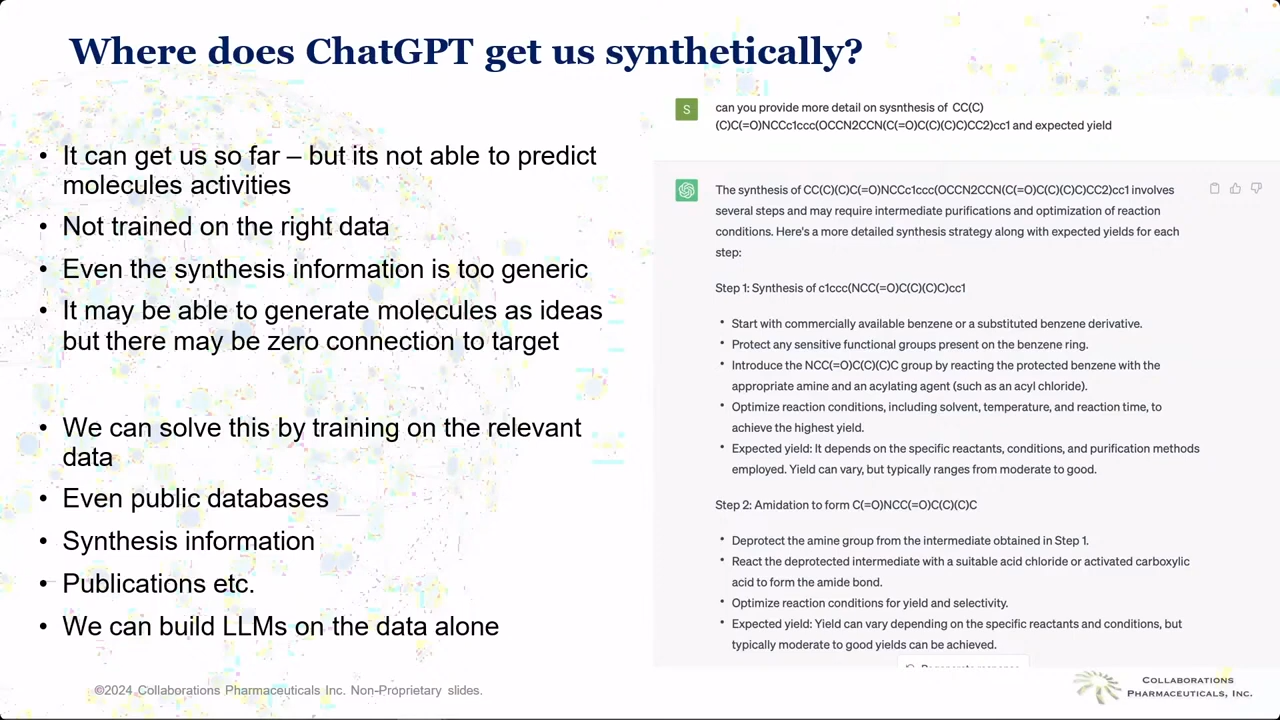 Where does ChatGPT get us synthetically?
• It can get us so far – but its not able to predict
molecules activities
• Not trained on the right data
• Even the synthesis information is too generic
• It may be able to generate molecules as ideas
but there may be zero connection to target
• We can solve this by training on the relevant
data
• Even public databases
• Synthesis information
• Publications etc.
• We can build LLMs on the data alone
S
can you provide more detail on sysnthesis of CC(C)
(C)C(=O)NCCc1ccc(OCCN2CCN(C(=O)C(C)(C)C)CC2)cc1 and expected yield
The synthesis of CC(C)(C)C(=O)NCCc1ccc(OCCN2CCN(C(=O)C(C)(C)C)CC2)cc1 involves
several steps and may require intermediate purifications and optimization of reaction
conditions. Here's a more detailed synthesis strategy along with expected yields for each
step:
Step 1: Synthesis of c1ccc(NCC(=O)C(C)(C)C)cc1
• Start with commercially available benzene or a substituted benzene derivative.
• Protect any sensitive functional groups present on the benzene ring.
• Introduce the NCC(=O)C(C)(C)C group by reacting the protected benzene with the
appropriate amine and an acylating agent (such as an acyl chloride).
• Optimize reaction conditions, including solvent, temperature, and reaction time, to
achieve the highest yield.
• Expected yield: It depends on the specific reactants, conditions, and purification methods
employed. Yield can vary, but typically ranges from moderate to good.
Step 2: Amidation to form C(=O)NCC(=O)C(C)(C)C
• Deprotect the amine group from the intermediate obtained in Step 1.
• React the deprotected intermediate with a suitable acid chloride or activated carboxylic
acid to form the amide bond.
• Optimize reaction conditions for yield and selectivity.
• Expected yield: Yield can vary depending on the specific reactants and conditions, but
typically moderate to good yields can be achieved.
Regenerate response
©2024 Collaborations Pharmaceuticals Inc. Non-Proprietary slides.
COLLABORATIONS
PHARMACEUTICALS, INC.